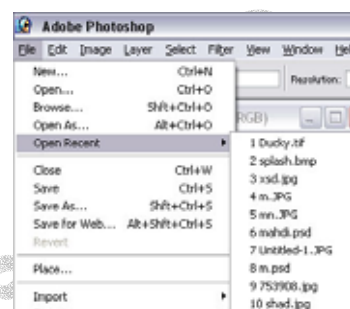 Adobe Photoshop
File Edit Image Layer Select Filter View Window Hel
New... Ctrl+N
Open... Ctrl+O
Browse... Shft+Ctrl+O
Open As... Alt+Ctrl+O
Open Recent
Close Ctrl+W
Save Ctrl+S
Save As... Shft+Ctrl+S
Save for Web... Alt+Shft+Ctrl+S
Revert
Place...
Import
Resolution:
RGB)
1 Ducky.tif
2 splash.bmp
3 xsd.jpg
4 m.JPG
5 mn.JPG
6 mahdi.psd
7 Untitled-1.JPG
8 m.psd
9 753908.jpg
10 shad.jpg